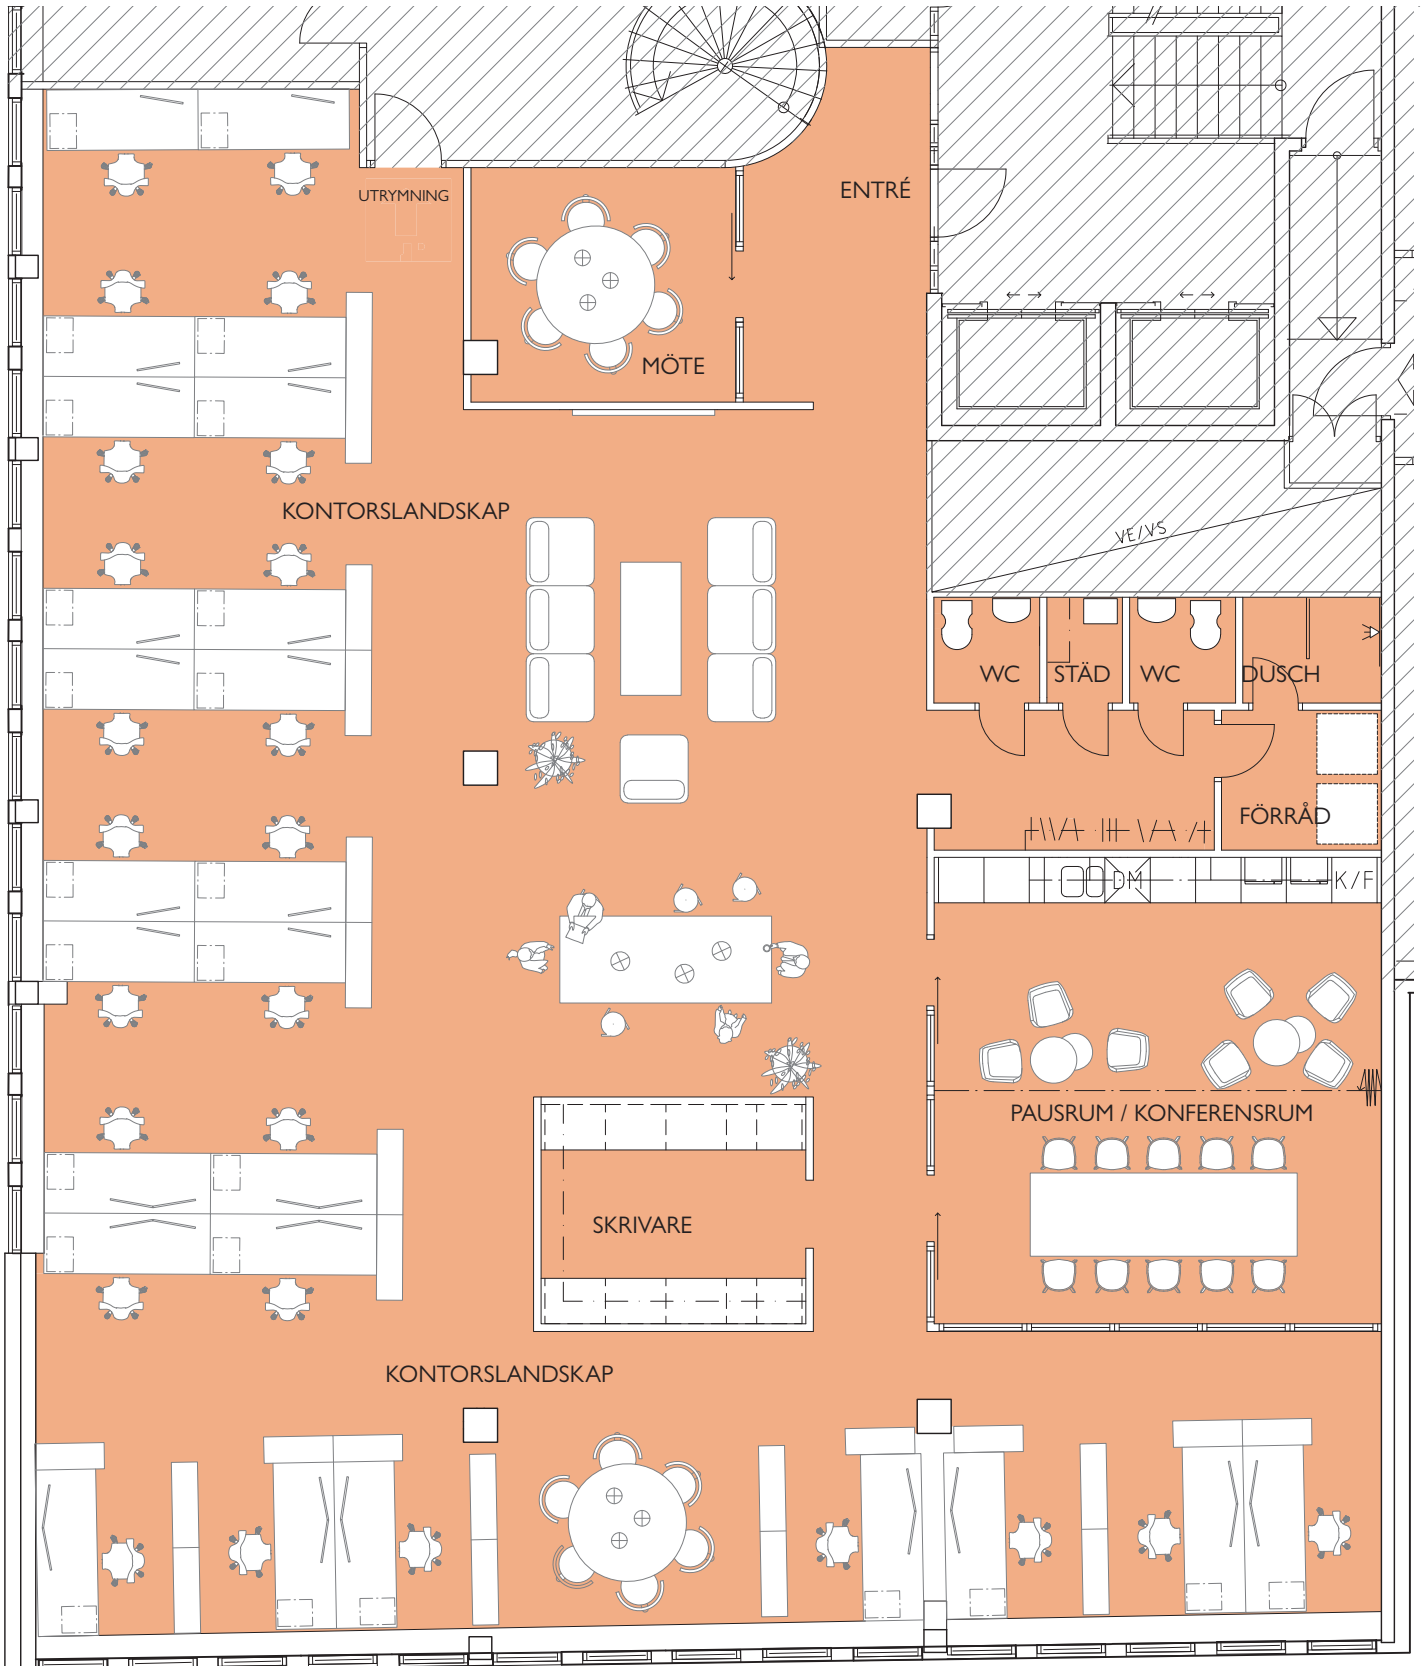 UTRYMNING
ENTRÉ
MÖTE
KONTORSLANDSKAP
VE/VS
WC
STÄD
WC
DUSCH
FÖRRÅD
DM
K/F
PAUSRUM / KONFERENSRUM
SKRIVARE
KONTORSLANDSKAP